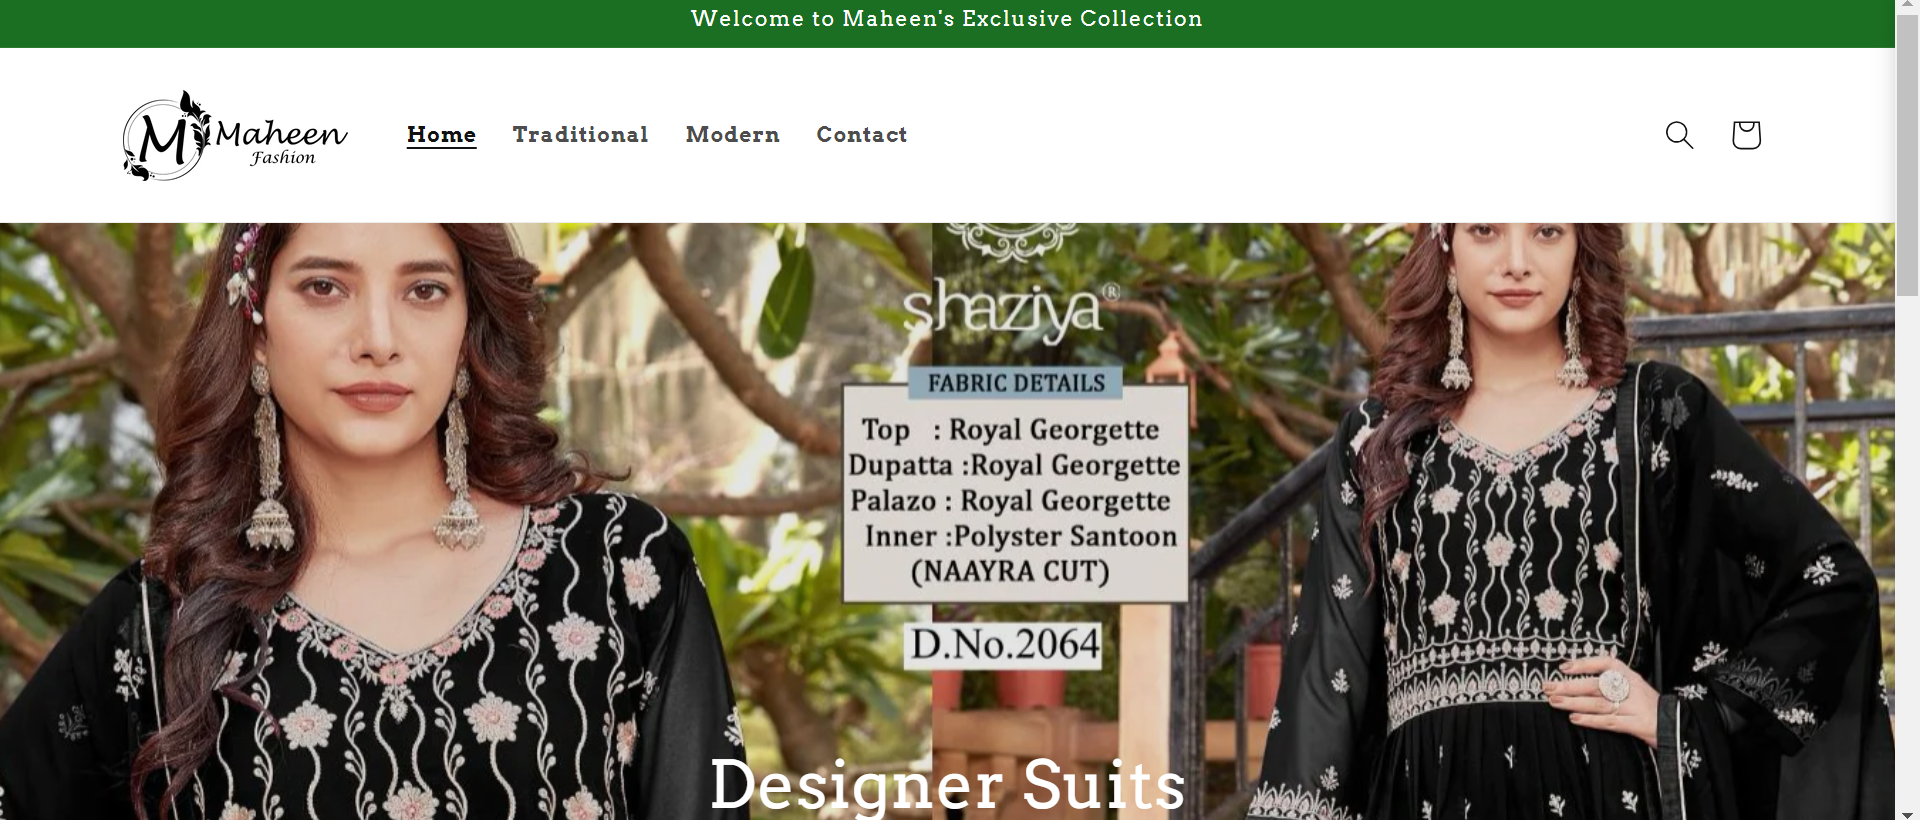 Welcome to Maheen's Exclusive Collection
M Maheen
Fashion
Home Traditional Modern Contact
shaziya®
FABRIC DETAILS
Top : Royal Georgette
Dupatta :Royal Georgette
Palazo : Royal Georgette
Inner :Polyster Santoon
(NAAYRA CUT)
D.No.2064
Designer Suits